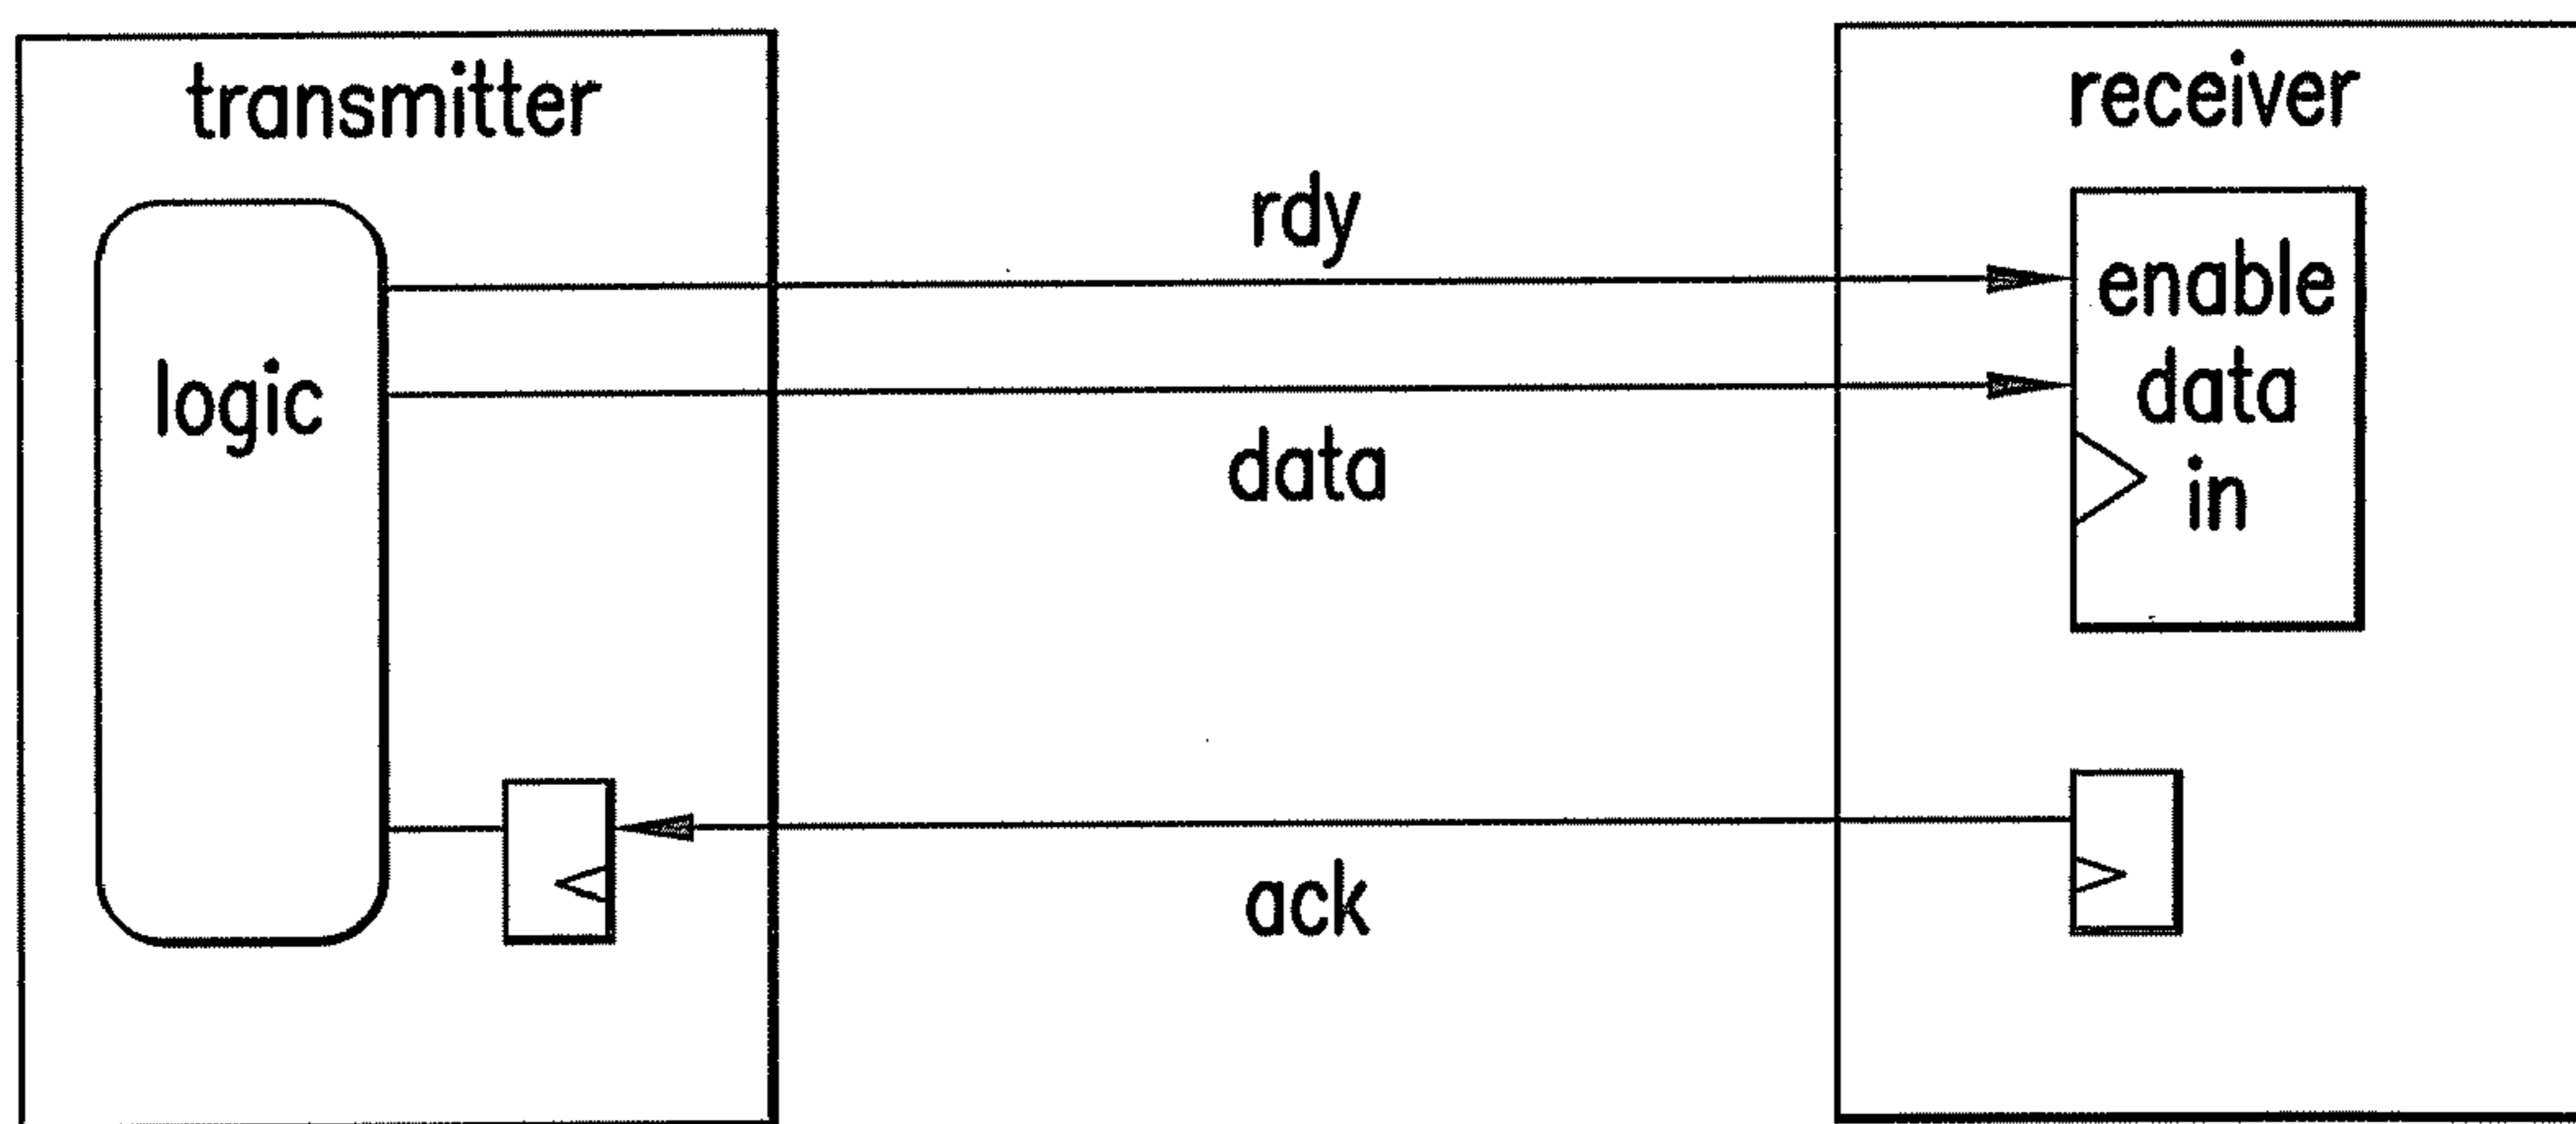 transmitter
receiver
rdy
enable
logic
data
data
in
ack